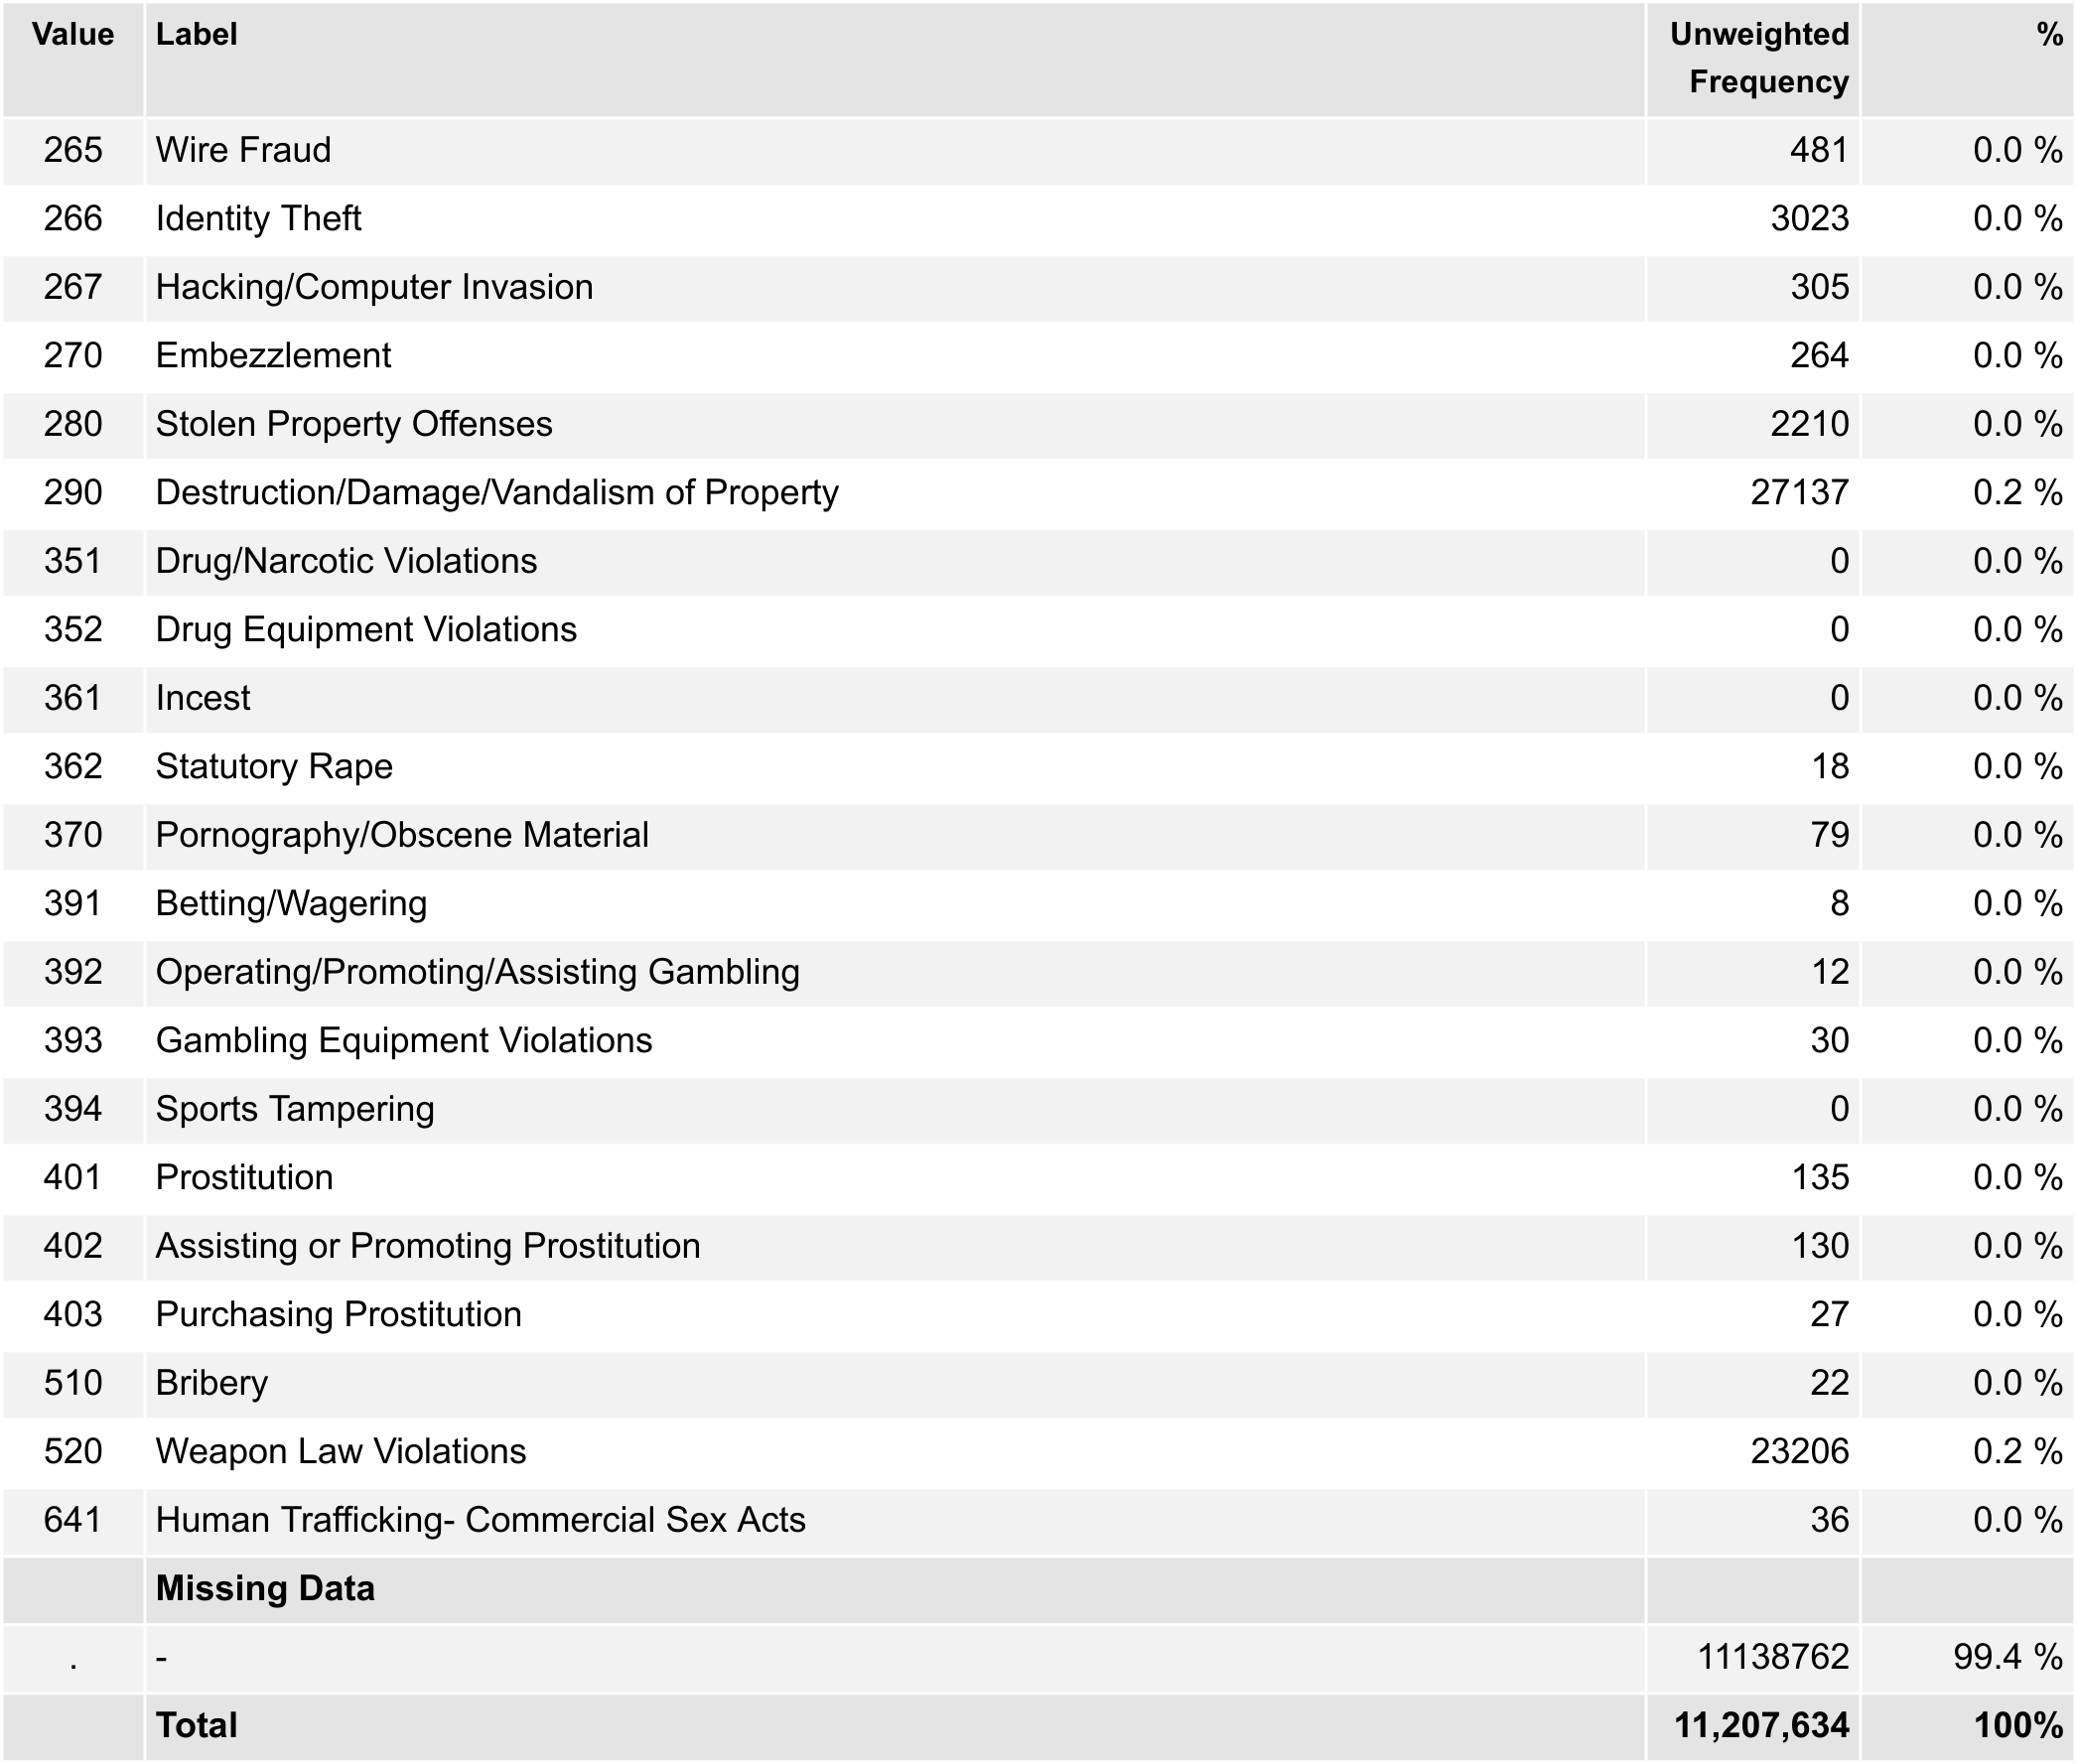 Value Label Unweighted Frequency %
265 Wire Fraud 481 0.0 %
266 Identity Theft 3023 0.0 %
267 Hacking/Computer Invasion 305 0.0 %
270 Embezzlement 264 0.0 %
280 Stolen Property Offenses 2210 0.0 %
290 Destruction/Damage/Vandalism of Property 27137 0.2 %
351 Drug/Narcotic Violations 0 0.0 %
352 Drug Equipment Violations 0 0.0 %
361 Incest 0 0.0 %
362 Statutory Rape 18 0.0 %
370 Pornography/Obscene Material 79 0.0 %
391 Betting/Wagering 8 0.0 %
392 Operating/Promoting/Assisting Gambling 12 0.0 %
393 Gambling Equipment Violations 30 0.0 %
394 Sports Tampering 0 0.0 %
401 Prostitution 135 0.0 %
402 Assisting or Promoting Prostitution 130 0.0 %
403 Purchasing Prostitution 27 0.0 %
510 Bribery 22 0.0 %
520 Weapon Law Violations 23206 0.2 %
641 Human Trafficking- Commercial Sex Acts 36 0.0 %
Missing Data
. - 11138762 99.4 %
Total 11,207,634 100%